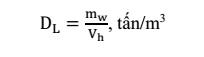 D_L = m_w/V_h, tấn/m³